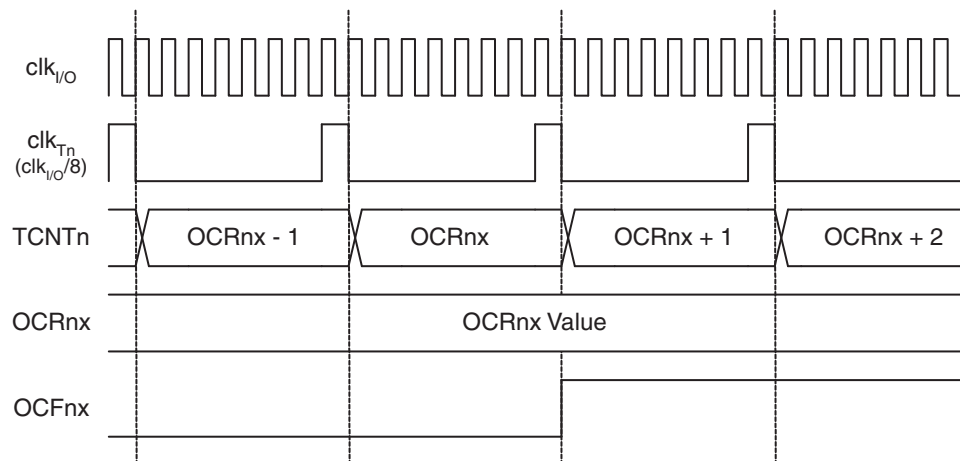 clkI/O
clkTn
(clkI/O/8)
TCNTn
OCRnx - 1
OCRnx
OCRnx + 1
OCRnx + 2
OCRnx
OCRnx Value
OCFnx